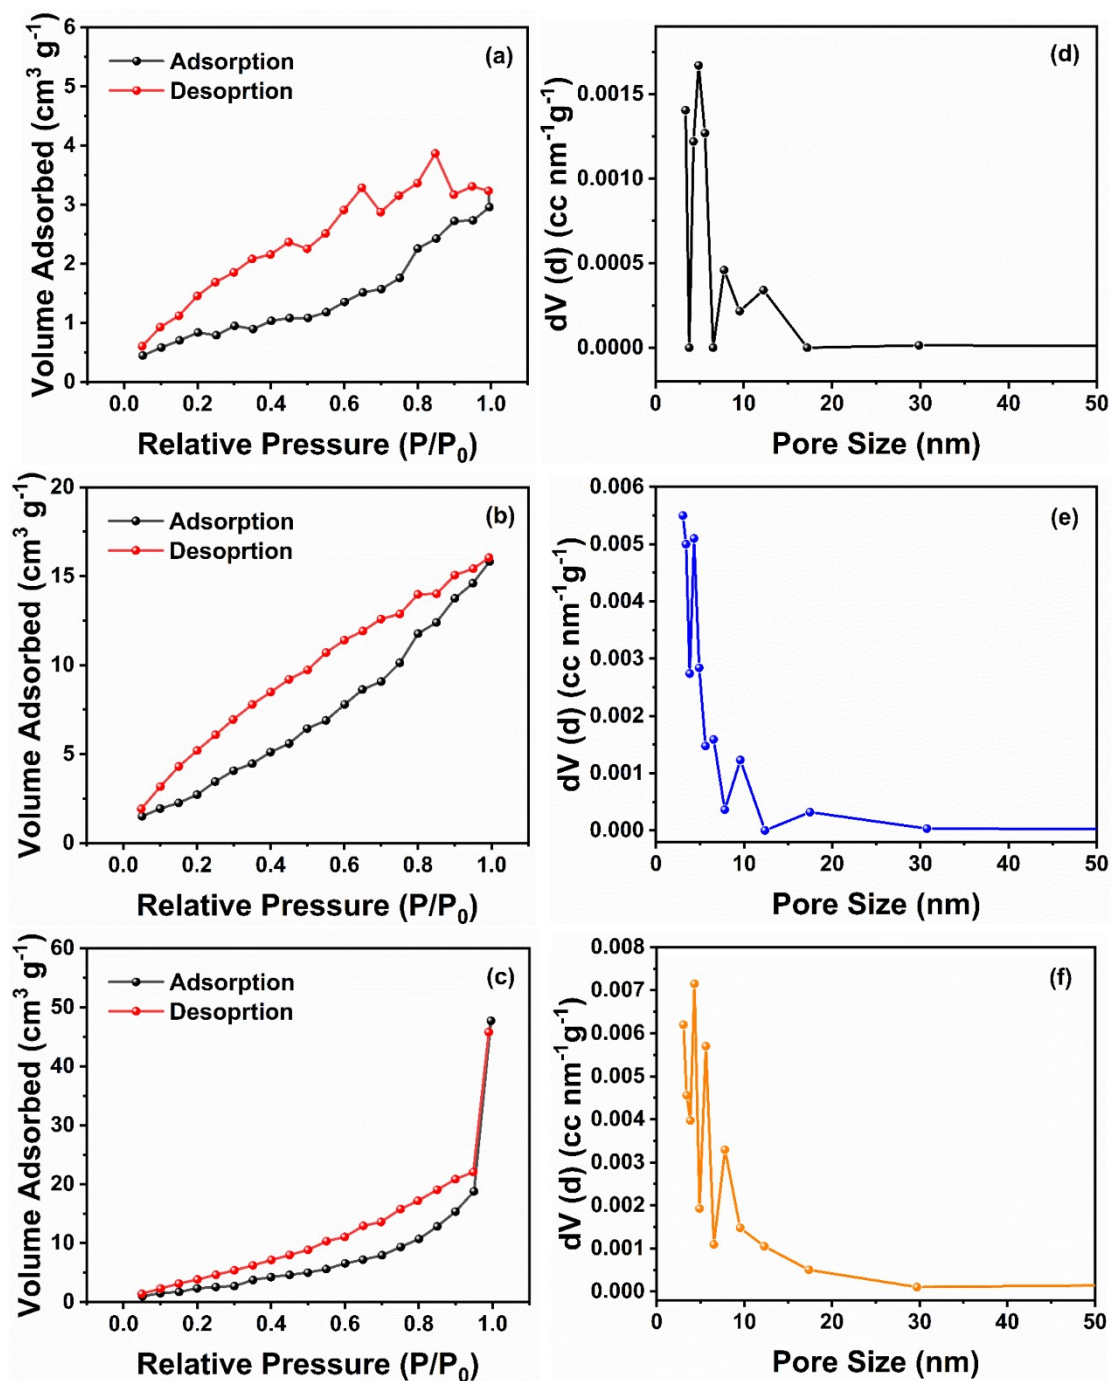 (a)
Adsorption
Desoprtion
Volume Adsorbed (cm³ g⁻¹)
6
5
4
3
2
1
0
0.0 0.2 0.4 0.6 0.8 1.0
Relative Pressure (P/P₀)
(d)
dV (d) (cc nm⁻¹g⁻¹)
0.0015
0.0010
0.0005
0.0000
0 10 20 30 40 50
Pore Size (nm)
(b)
Adsorption
Desoprtion
Volume Adsorbed (cm³ g⁻¹)
20
15
10
5
0
0.0 0.2 0.4 0.6 0.8 1.0
Relative Pressure (P/P₀)
(e)
dV (d) (cc nm⁻¹g⁻¹)
0.006
0.005
0.004
0.003
0.002
0.001
0.000
0 10 20 30 40 50
Pore Size (nm)
(c)
Adsorption
Desoprtion
Volume Adsorbed (cm³ g⁻¹)
60
50
40
30
20
10
0
0.0 0.2 0.4 0.6 0.8 1.0
Relative Pressure (P/P₀)
(f)
dV (d) (cc nm⁻¹g⁻¹)
0.008
0.007
0.006
0.005
0.004
0.003
0.002
0.001
0.000
0 10 20 30 40 50
Pore Size (nm)